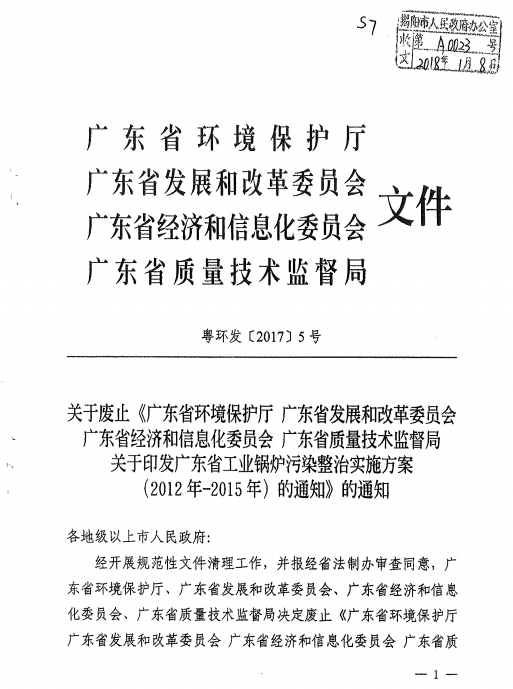 S7
揭阳市人民政府办公室
收 第 A0023 号
文 2018年 1月 8日
广东省环境保护厅
广东省发展和改革委员会
广东省经济和信息化委员会
广东省质量技术监督局
文件
粤环发〔2017〕5号
关于废止《广东省环境保护厅 广东省发展和改革委员会
广东省经济和信息化委员会 广东省质量技术监督局
关于印发广东省工业锅炉污染整治实施方案
(2012年-2015年)的通知》的通知
各地级以上市人民政府:
经开展规范性文件清理工作，并报经省法制办审查同意，广
东省环境保护厅、广东省发展和改革委员会、广东省经济和信息
化委员会、广东省质量技术监督局决定废止《广东省环境保护厅
广东省发展和改革委员会 广东省经济和信息化委员会 广东省质
— 1 —